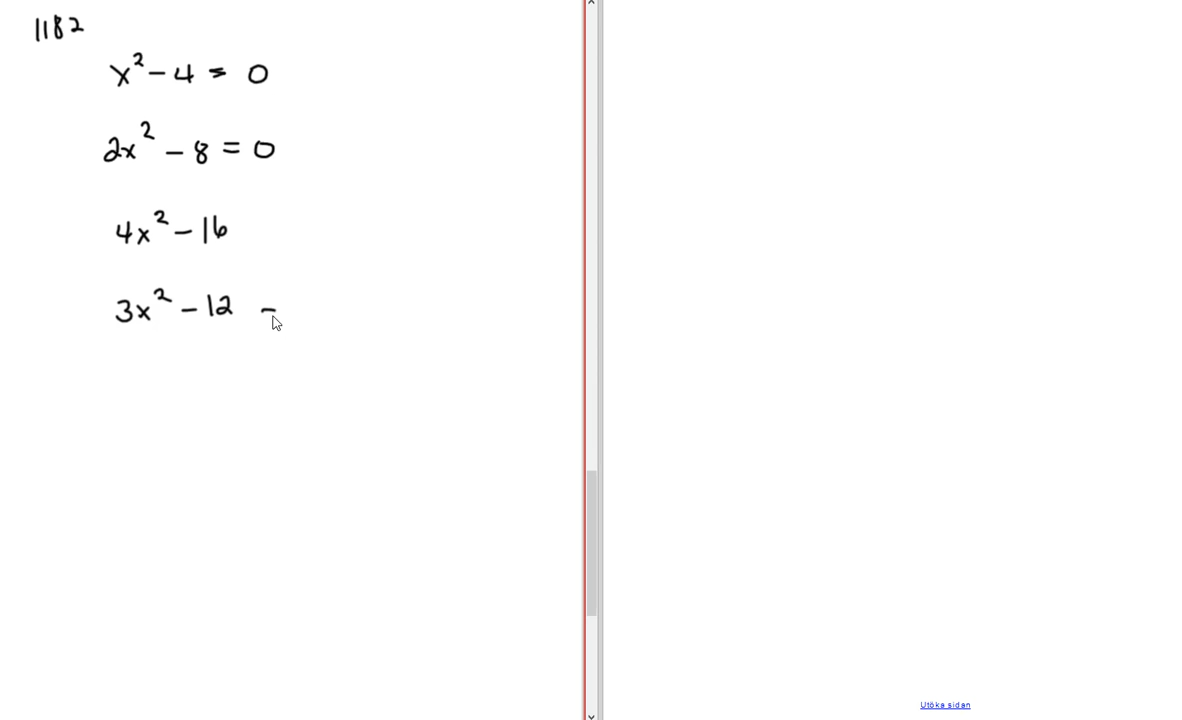 1182
x² - 4 = 0
2x² - 8 = 0
4x² - 16
3x² - 12 -
Utöka sidan